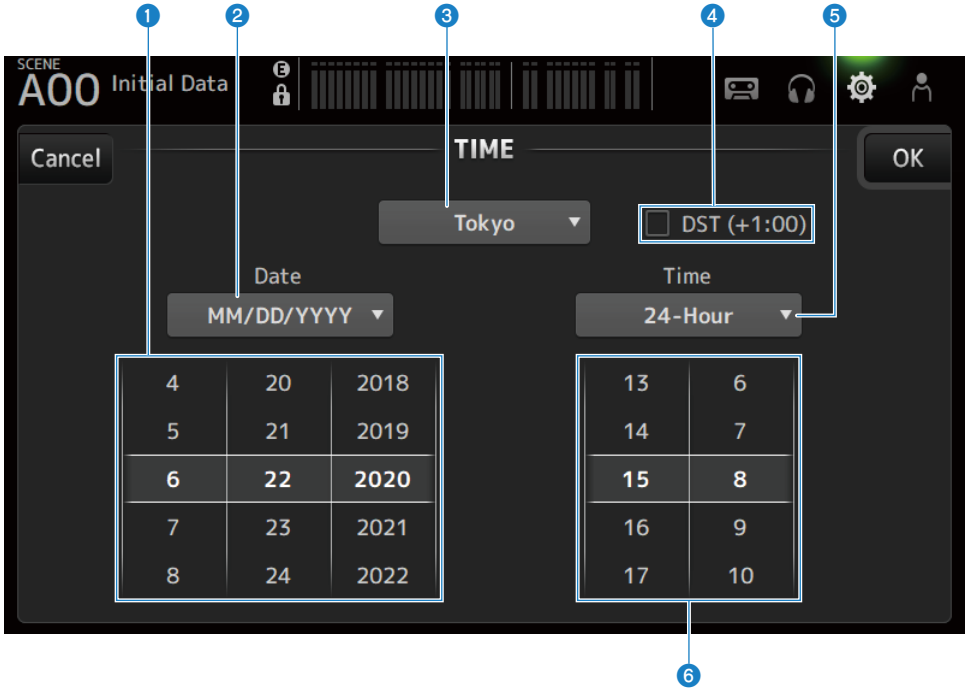 1 2 3 4 5
SCENE
A00 Initial Data E
Cancel TIME OK
Tokyo DST (+1:00)
Date Time
MM/DD/YYYY 24-Hour
4 20 2018 13 6
5 21 2019 14 7
6 22 2020 15 8
7 23 2021 16 9
8 24 2022 17 10
6